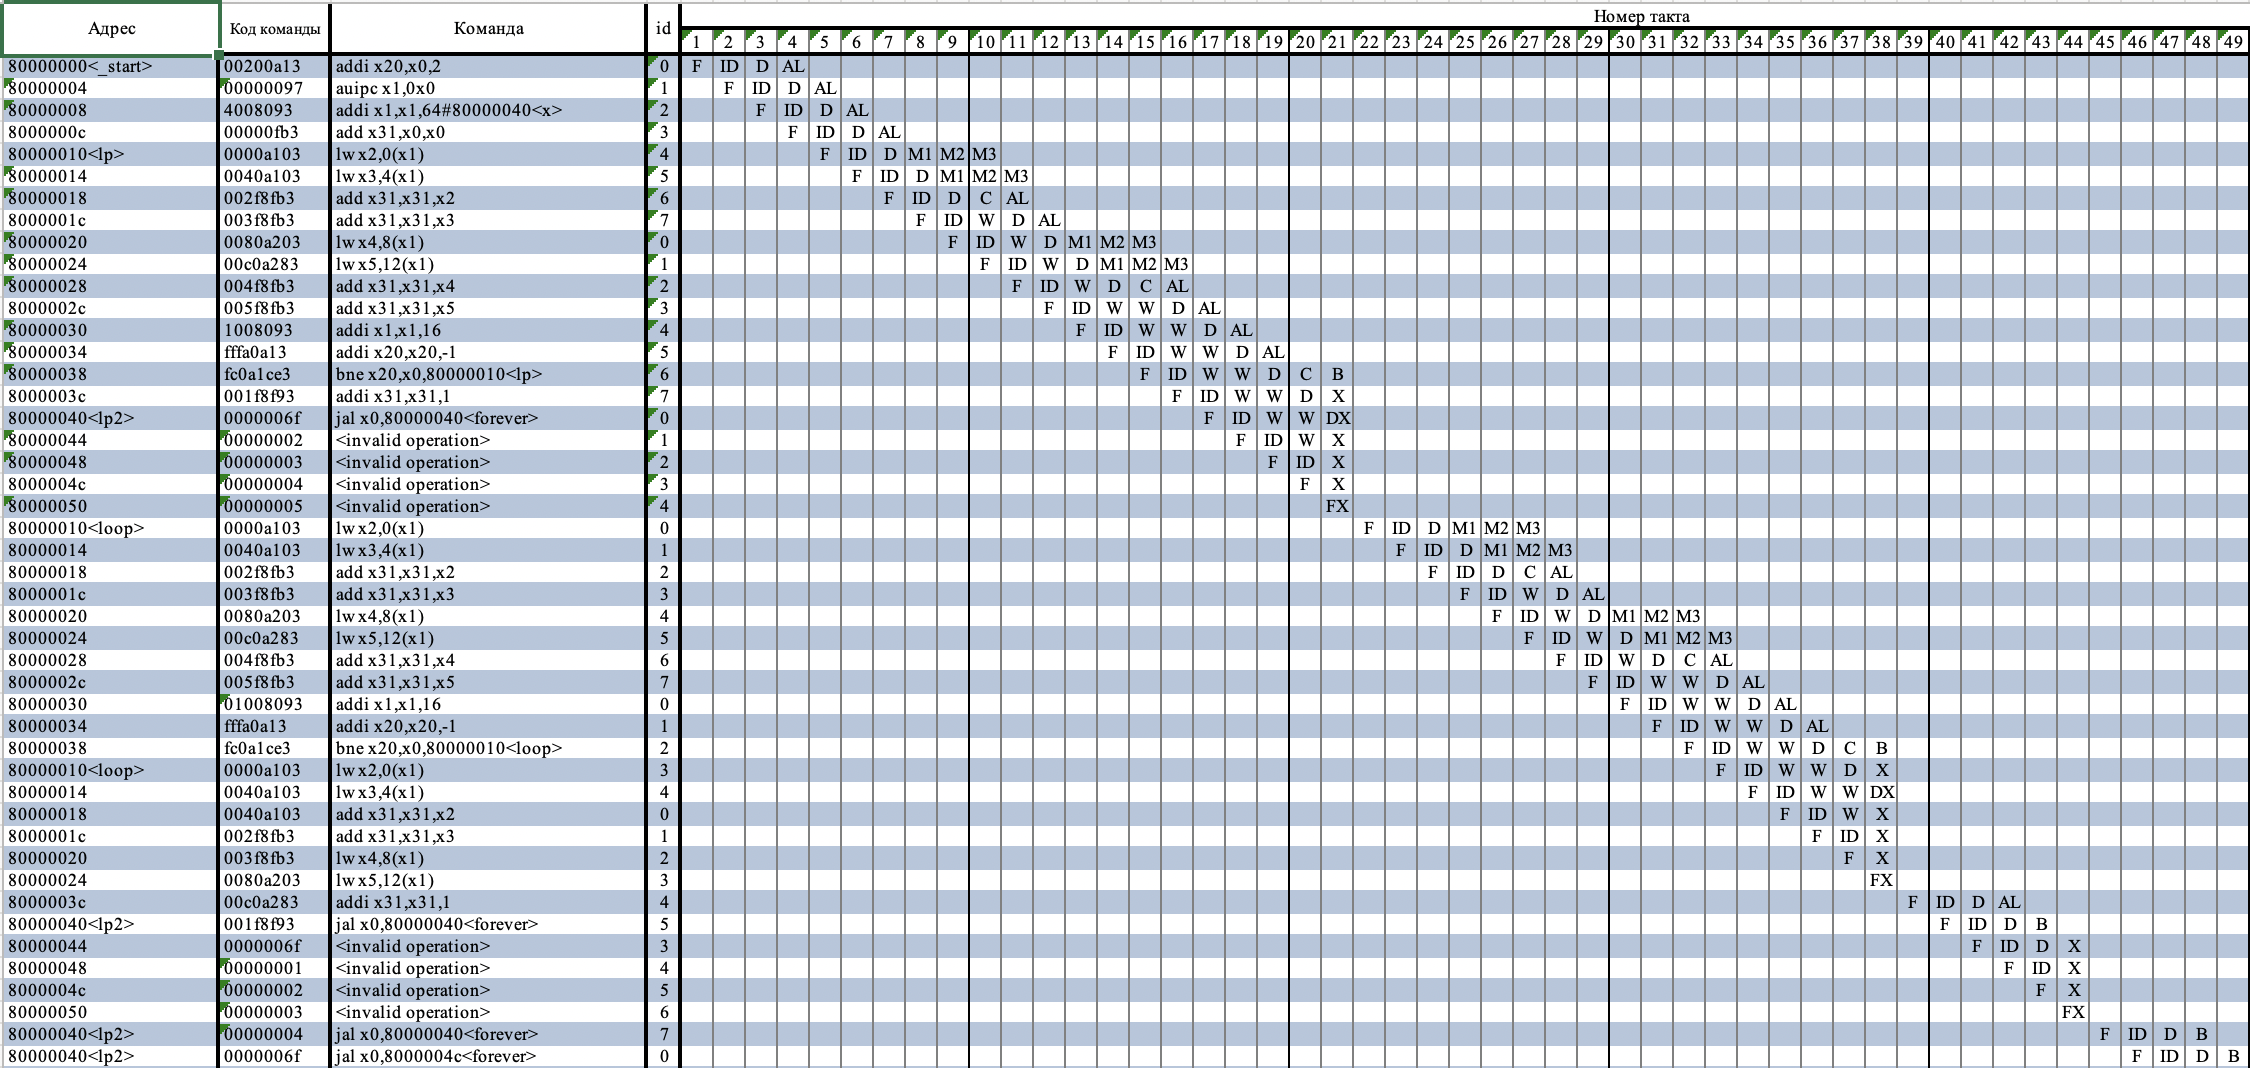 Адрес Код команды Команда id Номер такта
1 2 3 4 5 6 7 8 9 10 11 12 13 14 15 16 17 18 19 20 21 22 23 24 25 26 27 28 29 30 31 32 33 34 35 36 37 38 39 40 41 42 43 44 45 46 47 48 49
80000000<_start> 00200a13 addi x20,x0,2 0 F ID D AL
80000004 00000097 auipc x1,0x0 1 F ID D AL
80000008 4008093 addi x1,x1,64#80000040<x> 2 F ID D AL
8000000c 00000fb3 add x31,x0,x0 3 F ID D AL
80000010<lp> 0000a103 lw x2,0(x1) 4 F ID D M1 M2 M3
80000014 0040a103 lw x3,4(x1) 5 F ID D M1 M2 M3
80000018 002f8fb3 add x31,x31,x2 6 F ID D C AL
8000001c 003f8fb3 add x31,x31,x3 7 F ID W D AL
80000020 0080a203 lw x4,8(x1) 0 F ID W D M1 M2 M3
80000024 00c0a283 lw x5,12(x1) 1 F ID W D M1 M2 M3
80000028 004f8fb3 add x31,x31,x4 2 F ID W D C AL
8000002c 005f8fb3 add x31,x31,x5 3 F ID W W D AL
80000030 1008093 addi x1,x1,16 4 F ID W W D AL
80000034 fffa0a13 addi x20,x20,-1 5 F ID W W D AL
80000038 fc0a1ce3 bne x20,x0,80000010<lp> 6 F ID W W D C B
8000003c 001f8f93 addi x31,x31,1 7 F ID W W D X
80000040<lp2> 0000006f jal x0,80000040<forever> 0 F ID W W DX
80000044 00000002 <invalid operation> 1 F ID W X
80000048 00000003 <invalid operation> 2 F ID X
8000004c 00000004 <invalid operation> 3 F X
80000050 00000005 <invalid operation> 4 FX
80000010<loop> 0000a103 lw x2,0(x1) 0 F ID D M1 M2 M3
80000014 0040a103 lw x3,4(x1) 1 F ID D M1 M2 M3
80000018 002f8fb3 add x31,x31,x2 2 F ID D C AL
8000001c 003f8fb3 add x31,x31,x3 3 F ID W D AL
80000020 0080a203 lw x4,8(x1) 4 F ID W D M1 M2 M3
80000024 00c0a283 lw x5,12(x1) 5 F ID W D M1 M2 M3
80000028 004f8fb3 add x31,x31,x4 6 F ID W D C AL
8000002c 005f8fb3 add x31,x31,x5 7 F ID W W D AL
80000030 01008093 addi x1,x1,16 0 F ID W W D AL
80000034 fffa0a13 addi x20,x20,-1 1 F ID W W D AL
80000038 fc0a1ce3 bne x20,x0,80000010<loop> 2 F ID W W D C B
80000010<loop> 0000a103 lw x2,0(x1) 3 F ID W W D X
80000014 0040a103 lw x3,4(x1) 4 F ID W W DX
80000018 0040a103 add x31,x31,x2 0 F ID W X
8000001c 002f8fb3 add x31,x31,x3 1 F ID X
80000020 003f8fb3 lw x4,8(x1) 2 F X
80000024 0080a203 lw x5,12(x1) 3 FX
8000003c 00c0a283 addi x31,x31,1 4 F ID D AL
80000040<lp2> 001f8f93 jal x0,80000040<forever> 5 F ID D B
80000044 0000006f <invalid operation> 3 F ID D X
80000048 00000001 <invalid operation> 4 F ID X
8000004c 00000002 <invalid operation> 5 F X
80000050 00000003 <invalid operation> 6 FX
80000040<lp2> 00000004 jal x0,80000040<forever> 7 F ID D B
80000040<lp2> 0000006f jal x0,8000004c<forever> 0 F ID D B